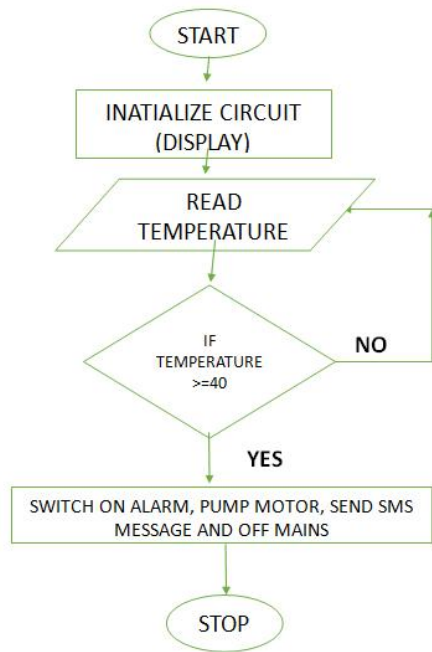 START
INATIALIZE CIRCUIT
(DISPLAY)
READ
TEMPERATURE
IF
TEMPERATURE
>=40
NO
YES
SWITCH ON ALARM, PUMP MOTOR, SEND SMS
MESSAGE AND OFF MAINS
STOP